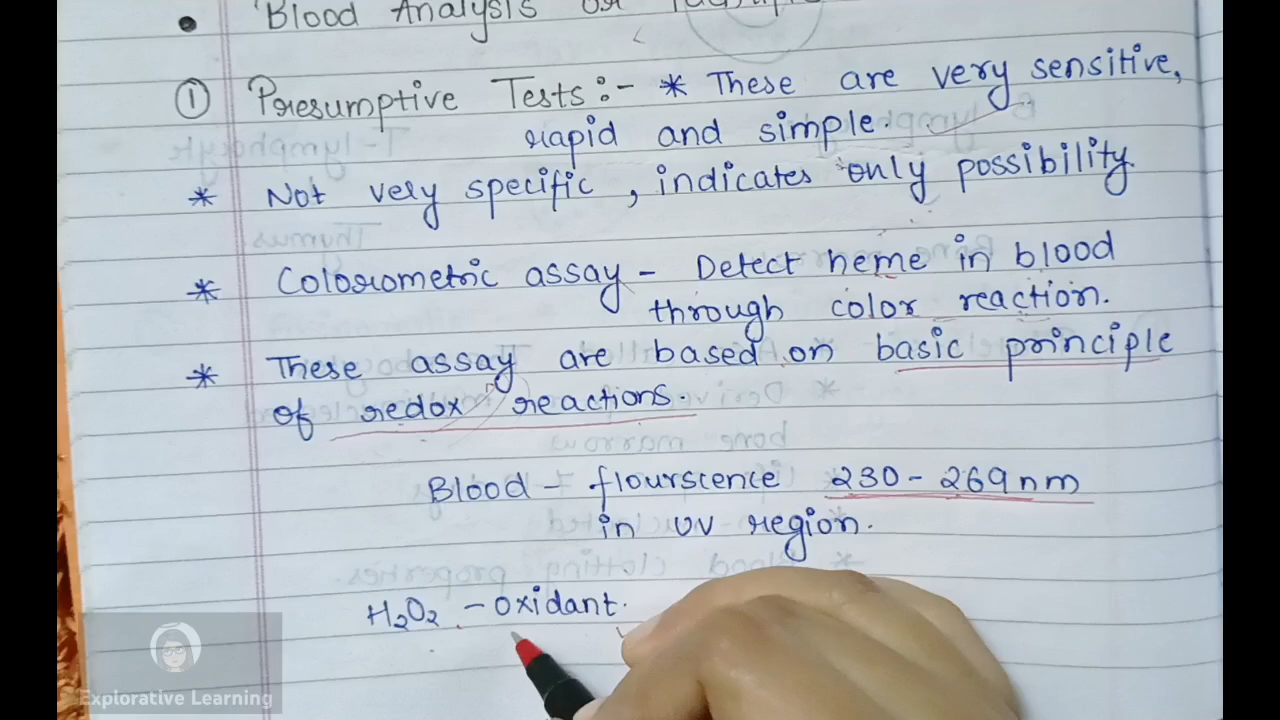 • Blood Analysis or
① Presumptive Tests:- * These are very sensitive,
rapid and simple.
* Not very specific, indicates only possibility.
* Colorometric assay - Detect heme in blood
through color reaction.
* These assay are based on basic principle
of redox reactions.
Blood - flourscence 230-269nm
in UV region.
H₂O₂ - Oxidant.
Explorative Learning